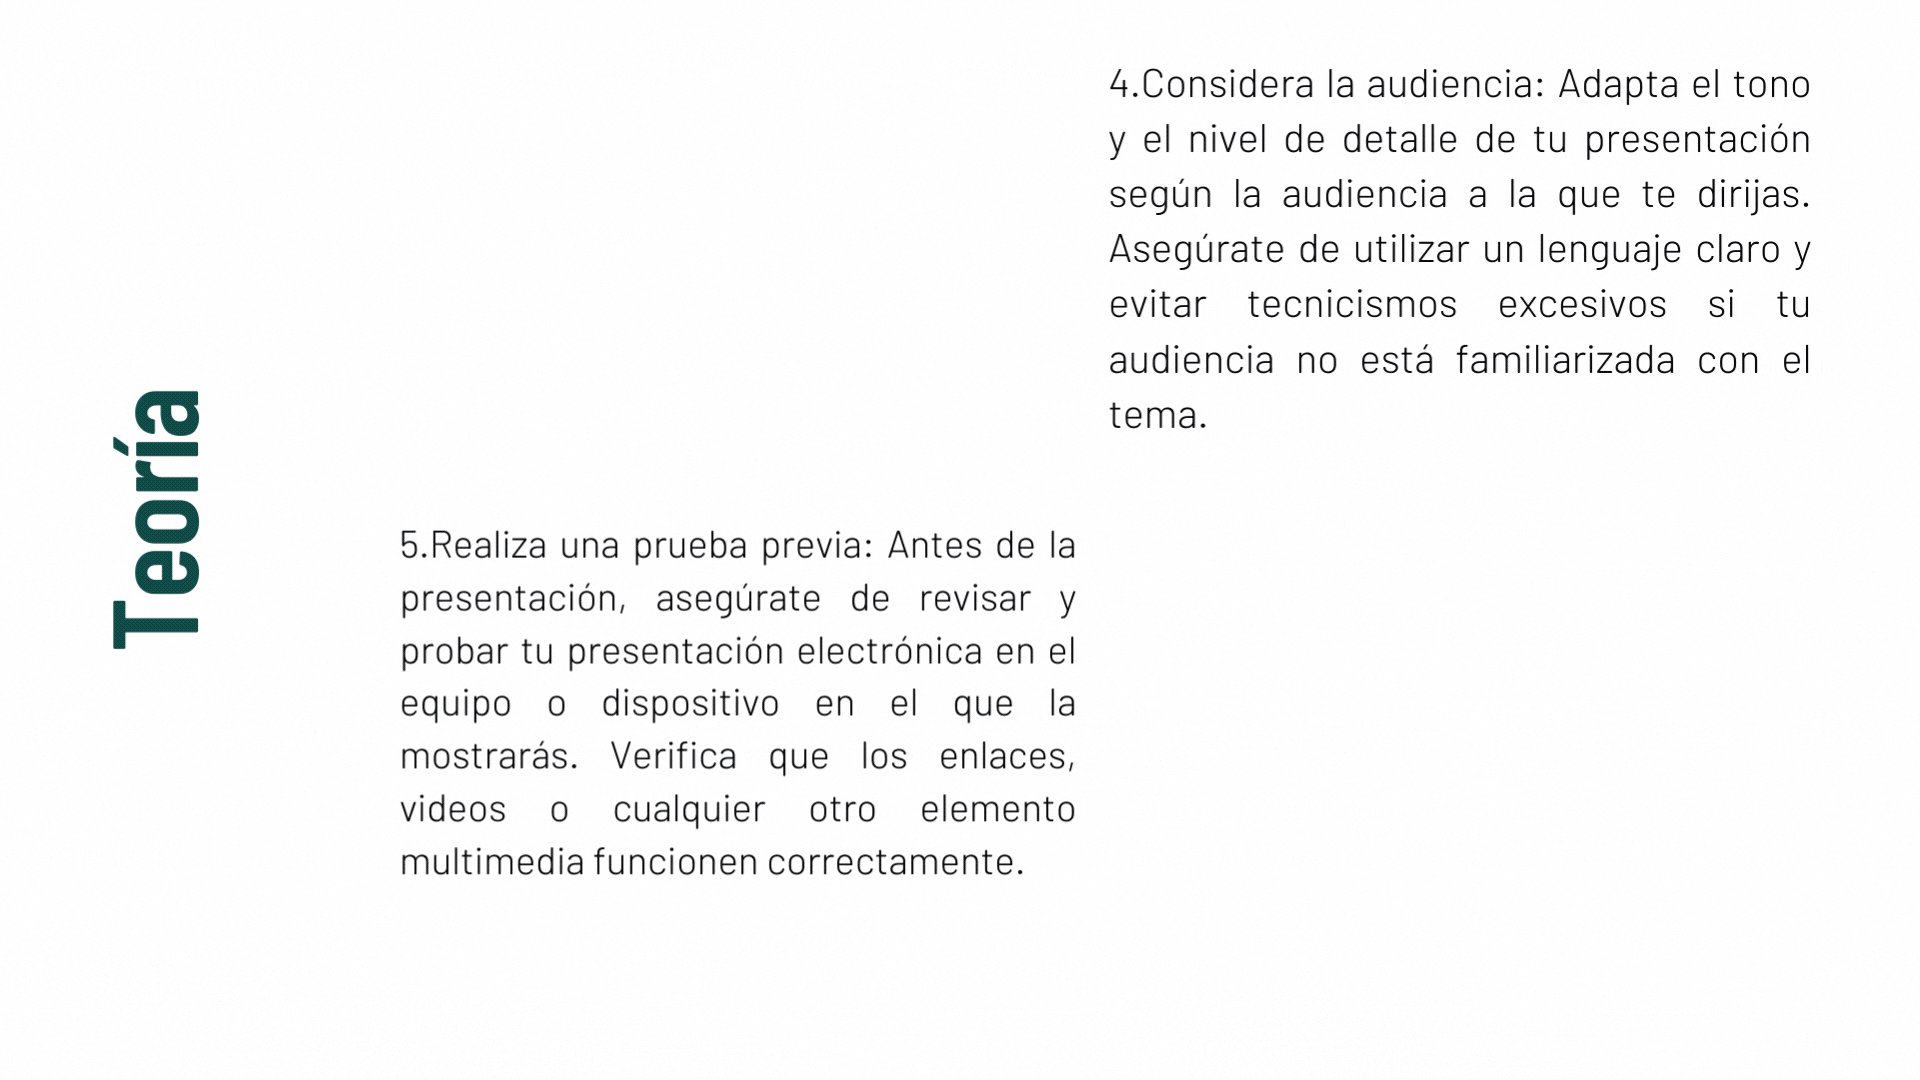 Teoría
4.Considera la audiencia: Adapta el tono
y el nivel de detalle de tu presentación
según la audiencia a la que te dirijas.
Asegúrate de utilizar un lenguaje claro y
evitar tecnicismos excesivos si tu
audiencia no está familiarizada con el
tema.
5.Realiza una prueba previa: Antes de la
presentación, asegúrate de revisar y
probar tu presentación electrónica en el
equipo o dispositivo en el que la
mostrarás. Verifica que los enlaces,
videos o cualquier otro elemento
multimedia funcionen correctamente.